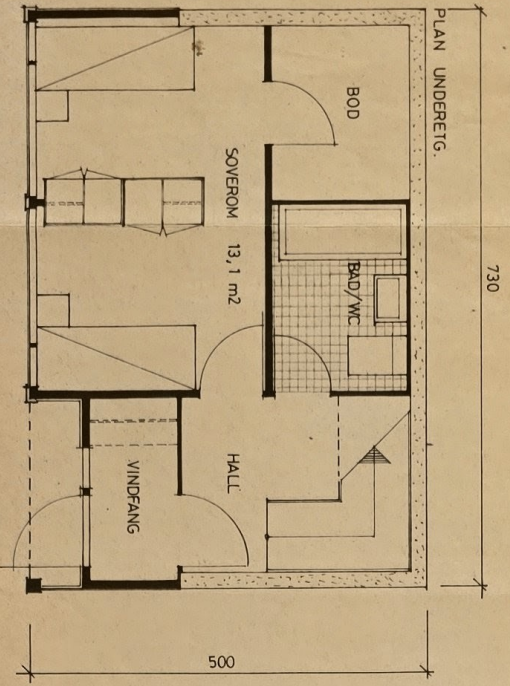 PLAN UNDERETG.
730
BOD
BAD/WC
SOVEROM 13,1 m2
HALL
VINDFANG
500